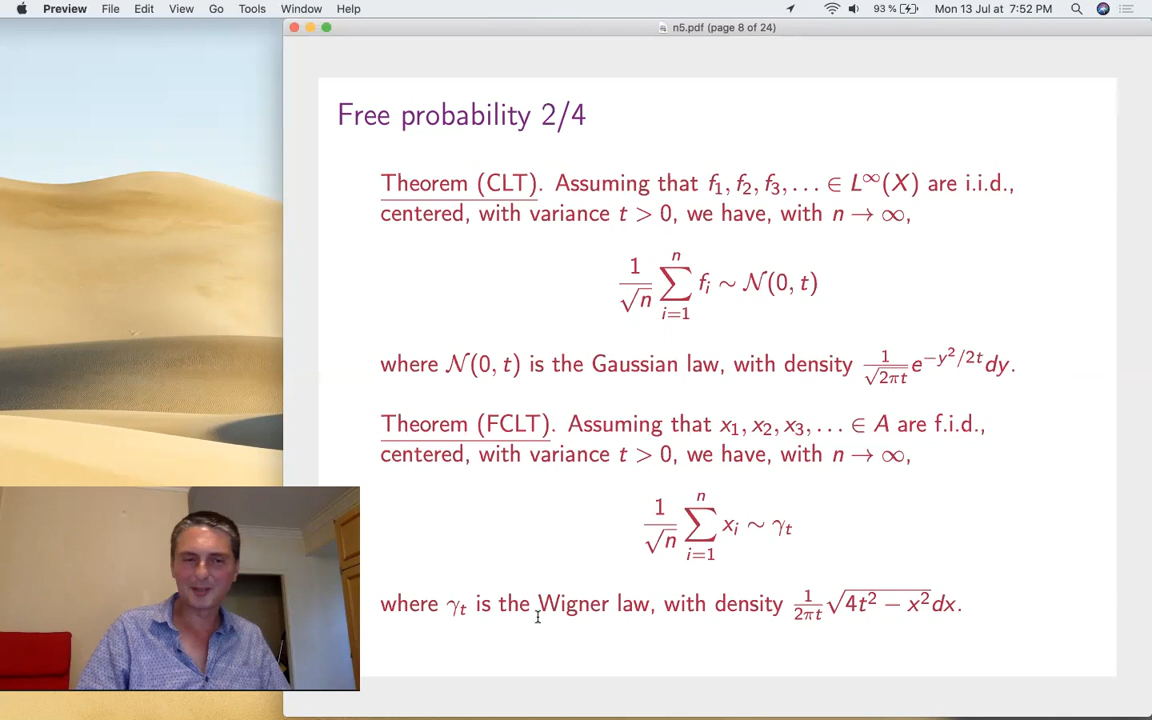 Preview File Edit View Go Tools Window Help 93 % Mon 13 Jul at 7:52 PM
n5.pdf (page 8 of 24)
Free probability 2/4
Theorem (CLT). Assuming that f₁, f₂, f₃, . . . ∈ L^∞(X) are i.i.d.,
centered, with variance t > 0, we have, with n → ∞,
1/√n ∑_{i=1}^{n} f_i ∼ 𝒩(0, t)
where 𝒩(0, t) is the Gaussian law, with density 1/√(2πt) e^{−y²/2t} dy.
Theorem (FCLT). Assuming that x₁, x₂, x₃, . . . ∈ A are f.i.d.,
centered, with variance t > 0, we have, with n → ∞,
1/√n ∑_{i=1}^{n} x_i ∼ γ_t
where γ_t is the Wigner law, with density 1/(2πt) √(4t² − x²) dx.